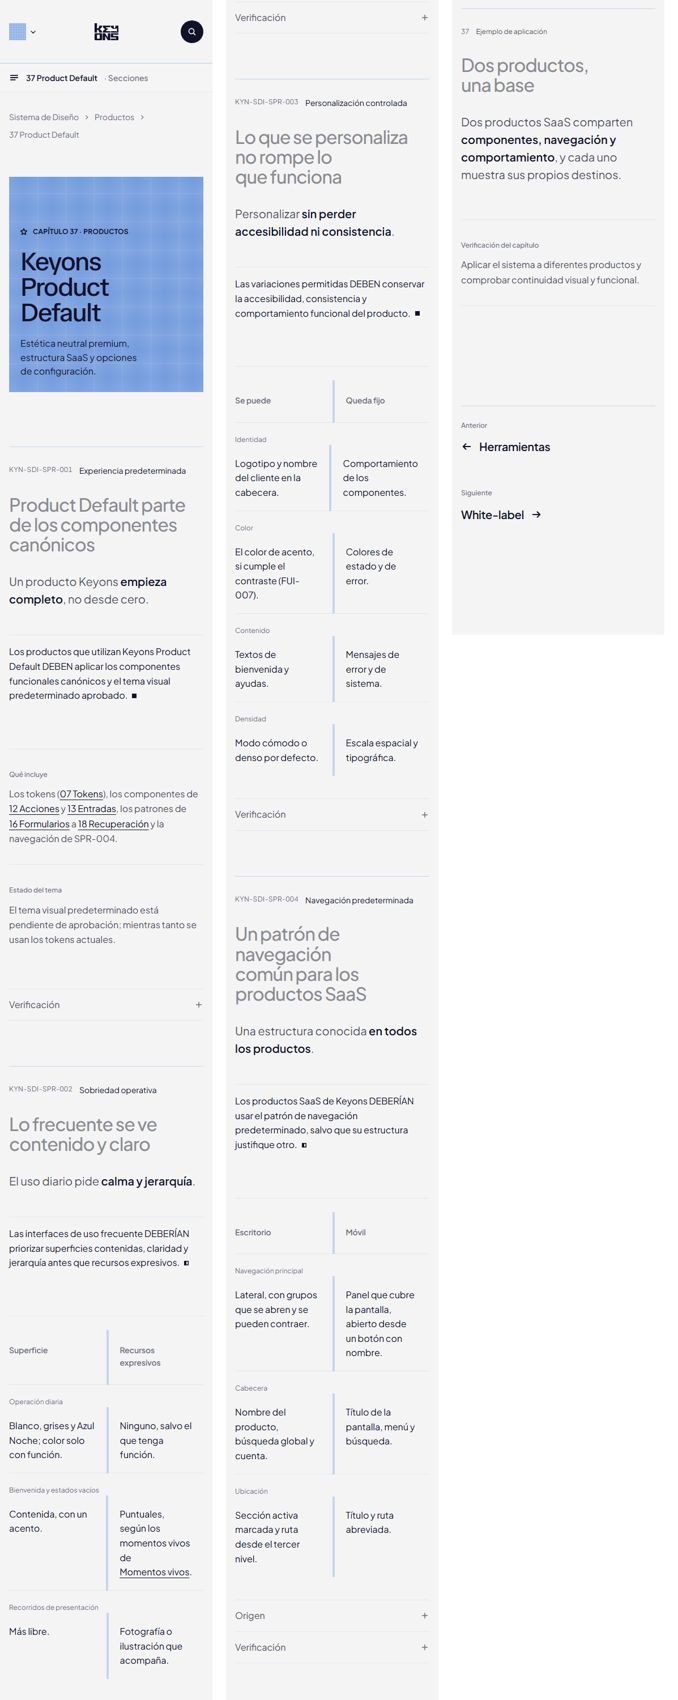 KEY
ONS
37 Product Default · Secciones
Sistema de Diseño > Productos >
37 Product Default
CAPÍTULO 37 · PRODUCTOS
Keyons
Product
Default
Estética neutral premium,
estructura SaaS y opciones
de configuración.
KYN-SDI-SPR-001 Experiencia predeterminada
Product Default parte
de los componentes
canónicos
Un producto Keyons empieza
completo, no desde cero.
Los productos que utilizan Keyons Product
Default DEBEN aplicar los componentes
funcionales canónicos y el tema visual
predeterminado aprobado.
Qué incluye
Los tokens (07 Tokens), los componentes de
12 Acciones y 13 Entradas, los patrones de
16 Formularios a 18 Recuperación y la
navegación de SPR-004.
Estado del tema
El tema visual predeterminado está
pendiente de aprobación; mientras tanto se
usan los tokens actuales.
Verificación +
KYN-SDI-SPR-002 Sobriedad operativa
Lo frecuente se ve
contenido y claro
El uso diario pide calma y jerarquía.
Las interfaces de uso frecuente DEBERÍAN
priorizar superficies contenidas, claridad y
jerarquía antes que recursos expresivos.
Superficie
Recursos
expresivos
Operación diaria
Blanco, grises y Azul
Noche; color solo
con función.
Ninguno, salvo el
que tenga
función.
Bienvenida y estados vacíos
Contenida, con un
acento.
Puntuales,
según los
momentos vivos
de
Momentos vivos.
Recorridos de presentación
Más libre.
Fotografía o
ilustración que
acompaña.
Verificación +
KYN-SDI-SPR-003 Personalización controlada
Lo que se personaliza
no rompe lo
que funciona
Personalizar sin perder
accesibilidad ni consistencia.
Las variaciones permitidas DEBEN conservar
la accesibilidad, consistencia y
comportamiento funcional del producto.
Se puede
Queda fijo
Identidad
Logotipo y nombre
del cliente en la
cabecera.
Comportamiento
de los
componentes.
Color
El color de acento,
si cumple el
contraste (FUI-
007).
Colores de
estado y de
error.
Contenido
Textos de
bienvenida y
ayudas.
Mensajes de
error y de
sistema.
Densidad
Modo cómodo o
denso por defecto.
Escala espacial y
tipográfica.
Verificación +
KYN-SDI-SPR-004 Navegación predeterminada
Un patrón de
navegación
común para los
productos SaaS
Una estructura conocida en todos
los productos.
Los productos SaaS de Keyons DEBERÍAN
usar el patrón de navegación
predeterminado, salvo que su estructura
justifique otro.
Escritorio
Móvil
Navegación principal
Lateral, con grupos
que se abren y se
pueden contraer.
Panel que cubre
la pantalla,
abierto desde
un botón con
nombre.
Cabecera
Nombre del
producto,
búsqueda global y
cuenta.
Título de la
pantalla, menú y
búsqueda.
Ubicación
Sección activa
marcada y ruta
desde el tercer
nivel.
Título y ruta
abreviada.
Origen +
Verificación +
37 Ejemplo de aplicación
Dos productos,
una base
Dos productos SaaS comparten
componentes, navegación y
comportamiento, y cada uno
muestra sus propios destinos.
Verificación del capítulo
Aplicar el sistema a diferentes productos y
comprobar continuidad visual y funcional.
Anterior
← Herramientas
Siguiente
White-label →